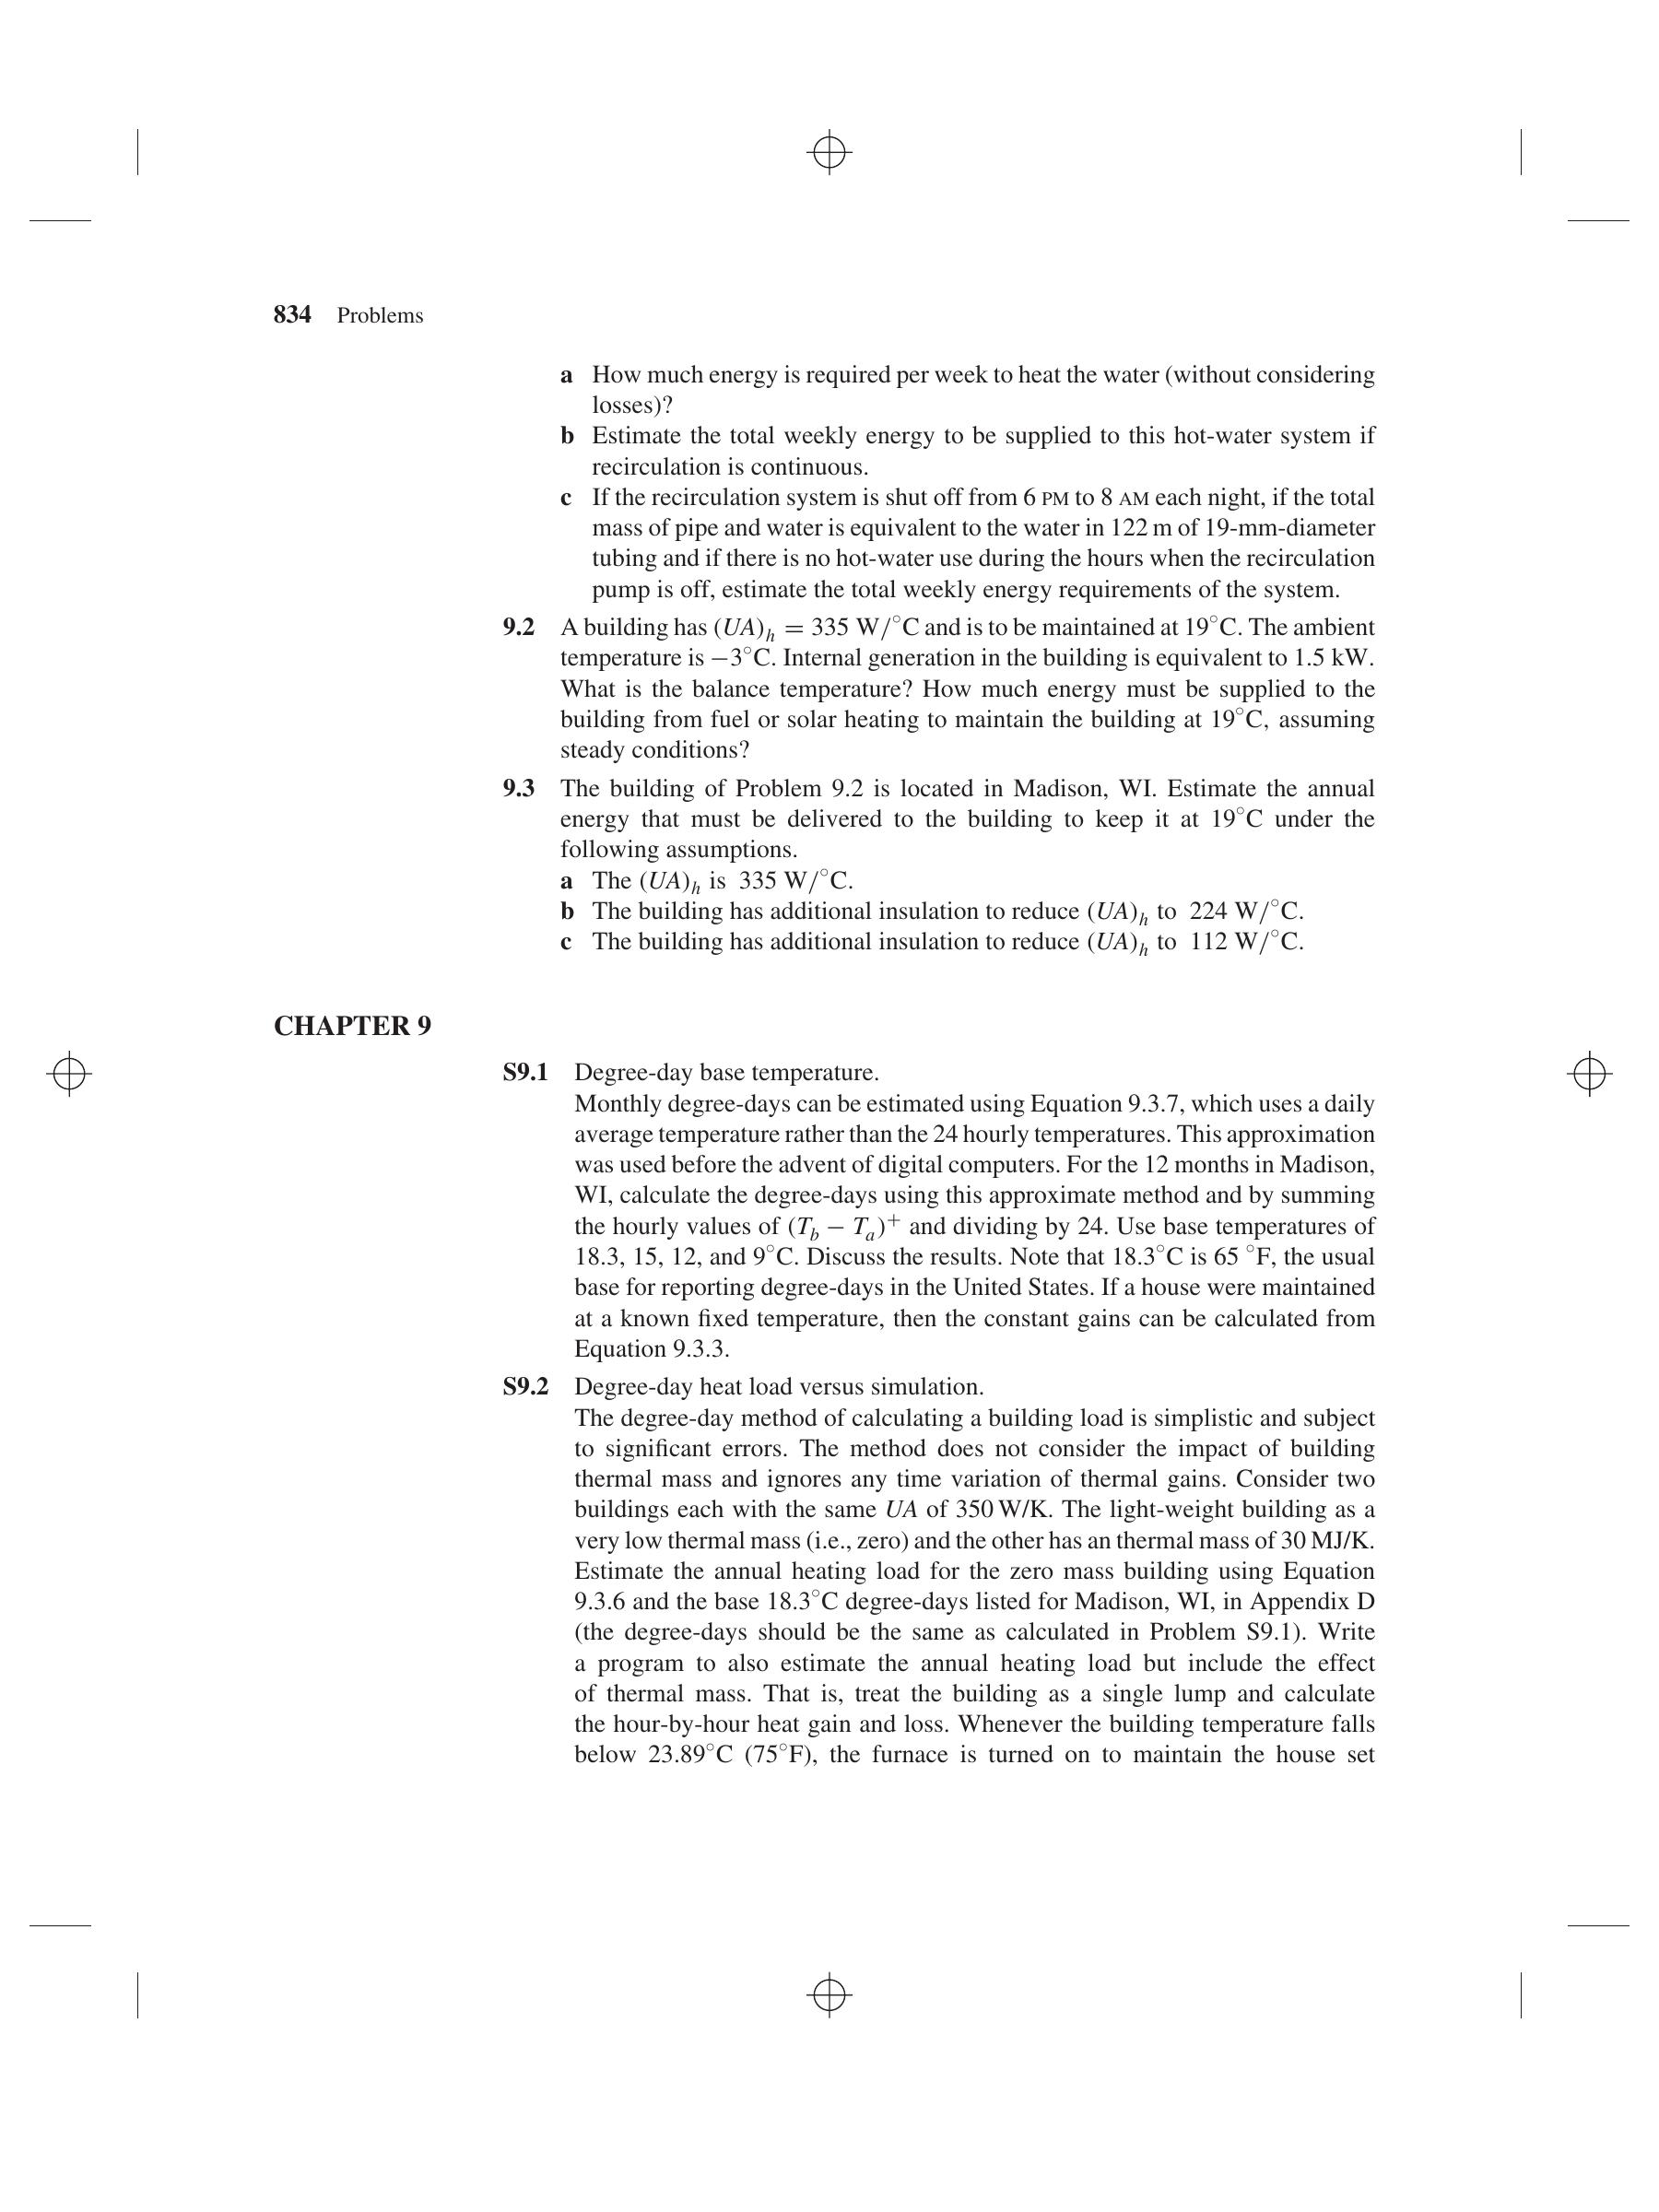 834 Problems
a How much energy is required per week to heat the water (without considering
losses)?
b Estimate the total weekly energy to be supplied to this hot-water system if
recirculation is continuous.
c If the recirculation system is shut off from 6 PM to 8 AM each night, if the total
mass of pipe and water is equivalent to the water in 122 m of 19-mm-diameter
tubing and if there is no hot-water use during the hours when the recirculation
pump is off, estimate the total weekly energy requirements of the system.
9.2 A building has (UA)h = 335 W/°C and is to be maintained at 19°C. The ambient
temperature is −3°C. Internal generation in the building is equivalent to 1.5 kW.
What is the balance temperature? How much energy must be supplied to the
building from fuel or solar heating to maintain the building at 19°C, assuming
steady conditions?
9.3 The building of Problem 9.2 is located in Madison, WI. Estimate the annual
energy that must be delivered to the building to keep it at 19°C under the
following assumptions.
a The (UA)h is 335 W/°C.
b The building has additional insulation to reduce (UA)h to 224 W/°C.
c The building has additional insulation to reduce (UA)h to 112 W/°C.
CHAPTER 9
S9.1 Degree-day base temperature.
Monthly degree-days can be estimated using Equation 9.3.7, which uses a daily
average temperature rather than the 24 hourly temperatures. This approximation
was used before the advent of digital computers. For the 12 months in Madison,
WI, calculate the degree-days using this approximate method and by summing
the hourly values of (Tb − Ta)+ and dividing by 24. Use base temperatures of
18.3, 15, 12, and 9°C. Discuss the results. Note that 18.3°C is 65 °F, the usual
base for reporting degree-days in the United States. If a house were maintained
at a known fixed temperature, then the constant gains can be calculated from
Equation 9.3.3.
S9.2 Degree-day heat load versus simulation.
The degree-day method of calculating a building load is simplistic and subject
to significant errors. The method does not consider the impact of building
thermal mass and ignores any time variation of thermal gains. Consider two
buildings each with the same UA of 350 W/K. The light-weight building as a
very low thermal mass (i.e., zero) and the other has an thermal mass of 30 MJ/K.
Estimate the annual heating load for the zero mass building using Equation
9.3.6 and the base 18.3°C degree-days listed for Madison, WI, in Appendix D
(the degree-days should be the same as calculated in Problem S9.1). Write
a program to also estimate the annual heating load but include the effect
of thermal mass. That is, treat the building as a single lump and calculate
the hour-by-hour heat gain and loss. Whenever the building temperature falls
below 23.89°C (75°F), the furnace is turned on to maintain the house set